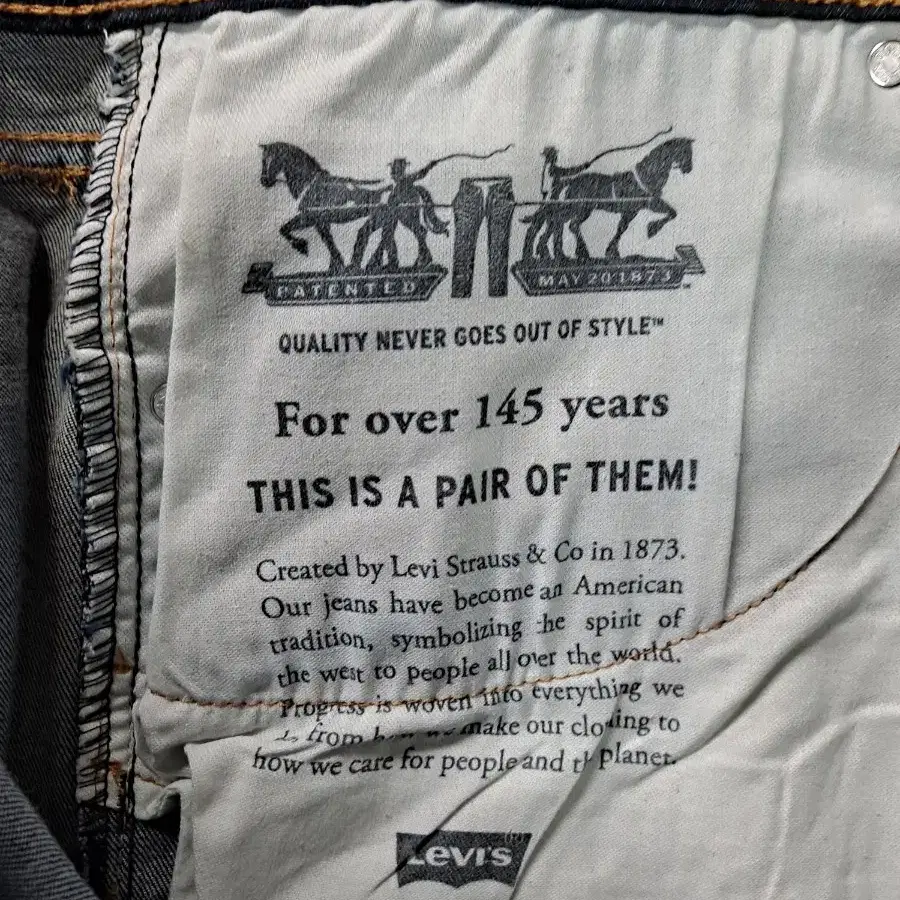 PATENTED MAY 20 1873 ™
QUALITY NEVER GOES OUT OF STYLE™
For over 145 years
THIS IS A PAIR OF THEM!
Created by Levi Strauss & Co in 1873.
Our jeans have become an American
tradition, symbolizing the spirit of
the west to people all over the world.
Progress is woven into everything we
from make our clothing to
how we care for people and planet.
Levi's